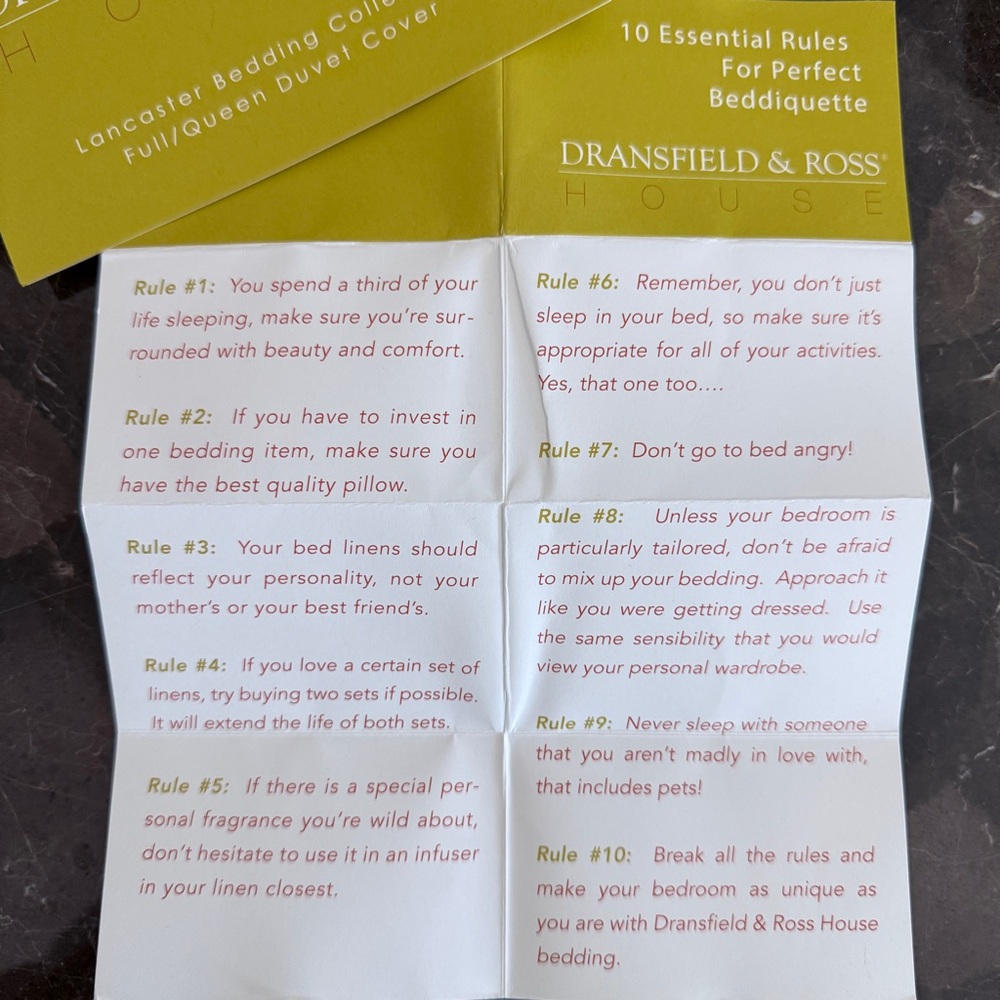 H O
Lancaster Bedding
Full/Queen Duvet Cover
10 Essential Rules
For Perfect
Beddiquette
DRANSFIELD & ROSS®
H O U S E
Rule #1: You spend a third of your
life sleeping, make sure you're sur-
rounded with beauty and comfort.
Rule #2: If you have to invest in
one bedding item, make sure you
have the best quality pillow.
Rule #3: Your bed linens should
reflect your personality, not your
mother's or your best friend's.
Rule #4: If you love a certain set of
linens, try buying two sets if possible.
It will extend the life of both sets.
Rule #5: If there is a special per-
sonal fragrance you're wild about,
don't hesitate to use it in an infuser
in your linen closest.
Rule #6: Remember, you don't just
sleep in your bed, so make sure it's
appropriate for all of your activities.
Yes, that one too....
Rule #7: Don't go to bed angry!
Rule #8: Unless your bedroom is
particularly tailored, don't be afraid
to mix up your bedding. Approach it
like you were getting dressed. Use
the same sensibility that you would
view your personal wardrobe.
Rule #9: Never sleep with someone
that you aren't madly in love with,
that includes pets!
Rule #10: Break all the rules and
make your bedroom as unique as
you are with Dransfield & Ross House
bedding.